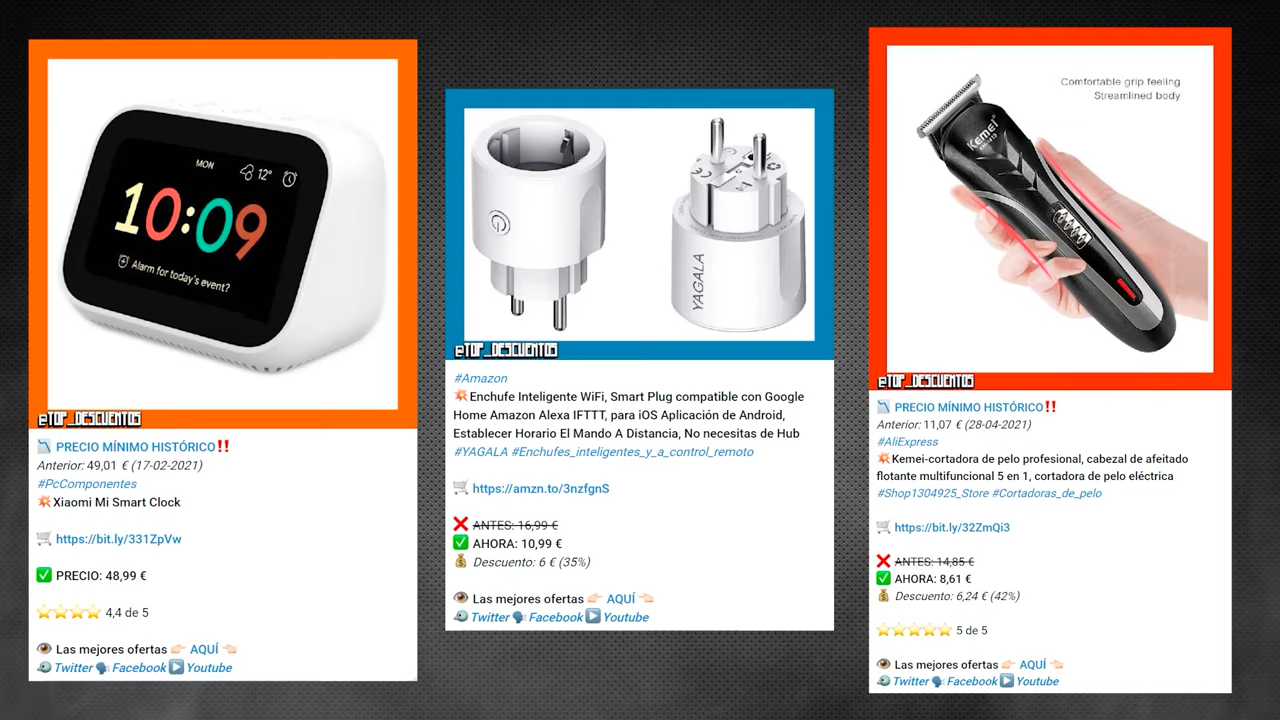 MON
12°
10:09
Alarm for today's event?
@TOP_DESCUENTOS
PRECIO MÍNIMO HISTÓRICO‼
Anterior: 49,01 € (17-02-2021)
#PcComponentes
Xiaomi Mi Smart Clock
https://bit.ly/331ZpVw
PRECIO: 48,99 €
4,4 de 5
Las mejores ofertas AQUÍ
Twitter Facebook Youtube
YAGALA
@TOP_DESCUENTOS
#Amazon
Enchufe Inteligente WiFi, Smart Plug compatible con Google
Home Amazon Alexa IFTTT, para iOS Aplicación de Android,
Establecer Horario El Mando A Distancia, No necesitas de Hub
#YAGALA #Enchufes_inteligentes_y_a_control_remoto
https://amzn.to/3nzfgnS
ANTES: 16,99 €
AHORA: 10,99 €
Descuento: 6 € (35%)
Las mejores ofertas AQUÍ
Twitter Facebook Youtube
Comfortable grip feeling
Streamlined body
KEMEI
@TOP_DESCUENTOS
PRECIO MÍNIMO HISTÓRICO‼
Anterior: 11,07 € (28-04-2021)
#AliExpress
Kemei-cortadora de pelo profesional, cabezal de afeitado
flotante multifuncional 5 en 1, cortadora de pelo eléctrica
#Shop1304925_Store #Cortadoras_de_pelo
https://bit.ly/32ZmQi3
ANTES: 14,85 €
AHORA: 8,61 €
Descuento: 6,24 € (42%)
5 de 5
Las mejores ofertas AQUÍ
Twitter Facebook Youtube